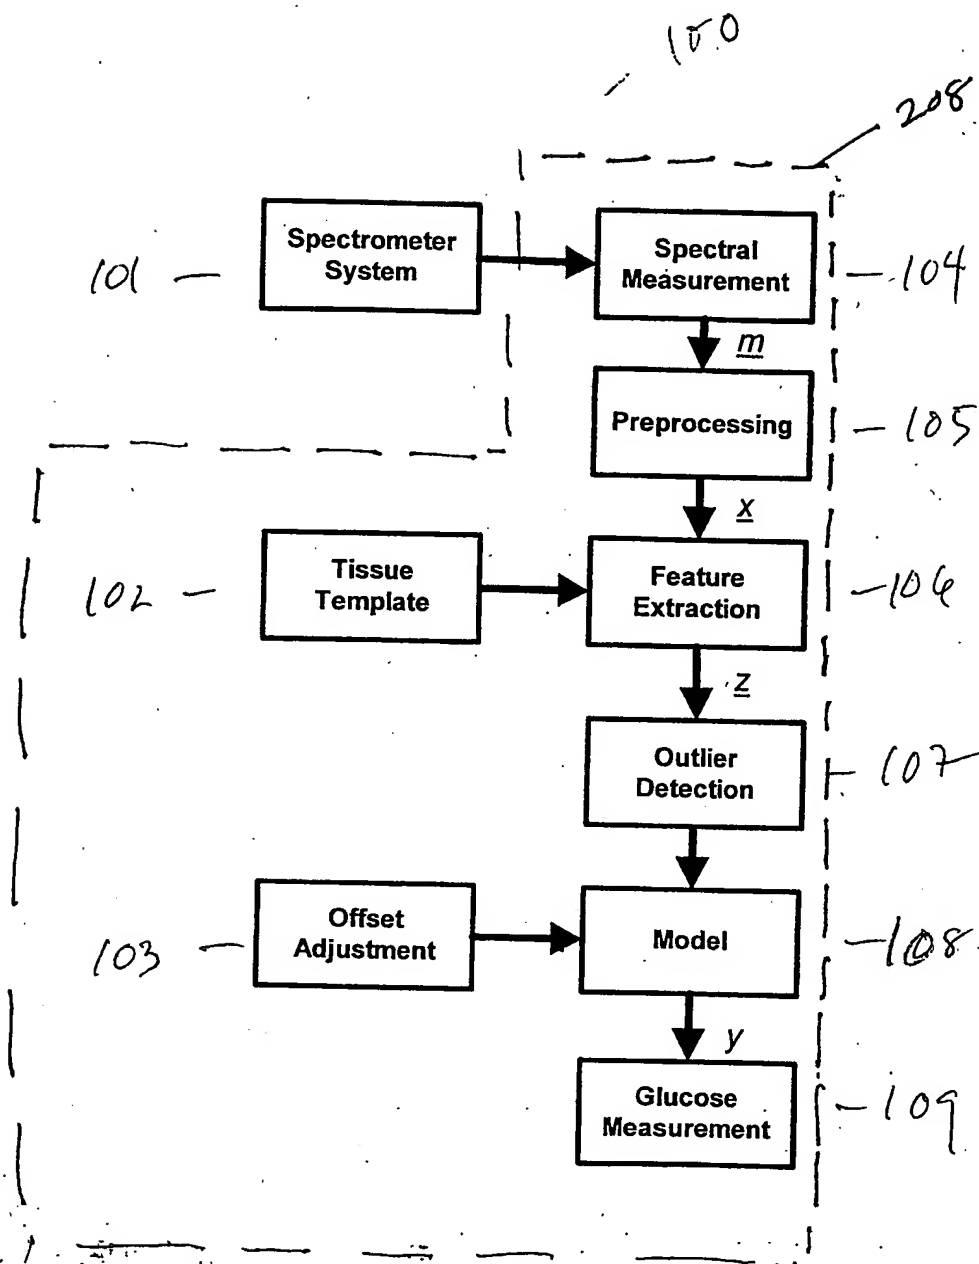 100
208
Spectrometer
System
Spectral
Measurement
101
104
m
Preprocessing
105
x
Tissue
Template
Feature
Extraction
102
106
z
Outlier
Detection
107
Offset
Adjustment
Model
103
108
y
Glucose
Measurement
109